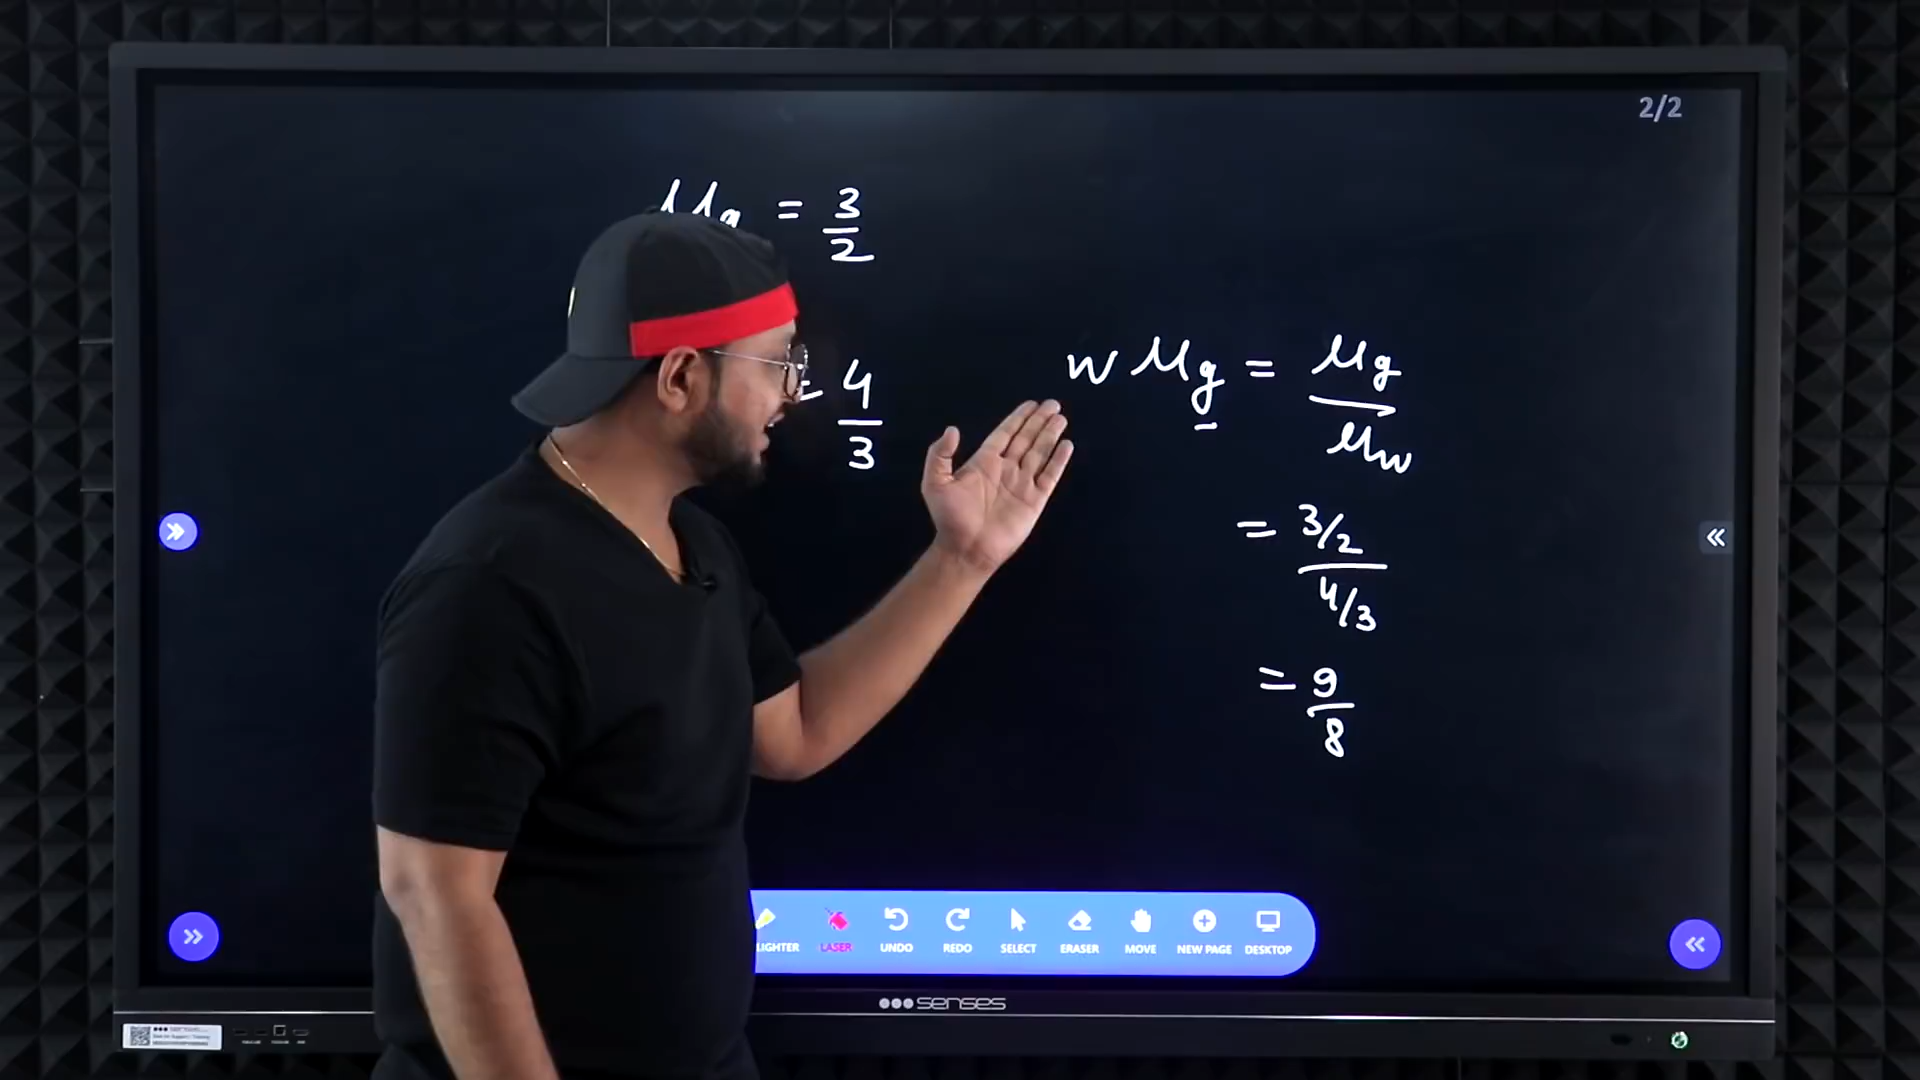 2/2
μg = 3/2
= 4/3
wμg = μg/μw
= 3/2 / 4/3
= 9/8
LIGHTER LASER UNDO REDO SELECT ERASER MOVE NEW PAGE DESKTOP
senses